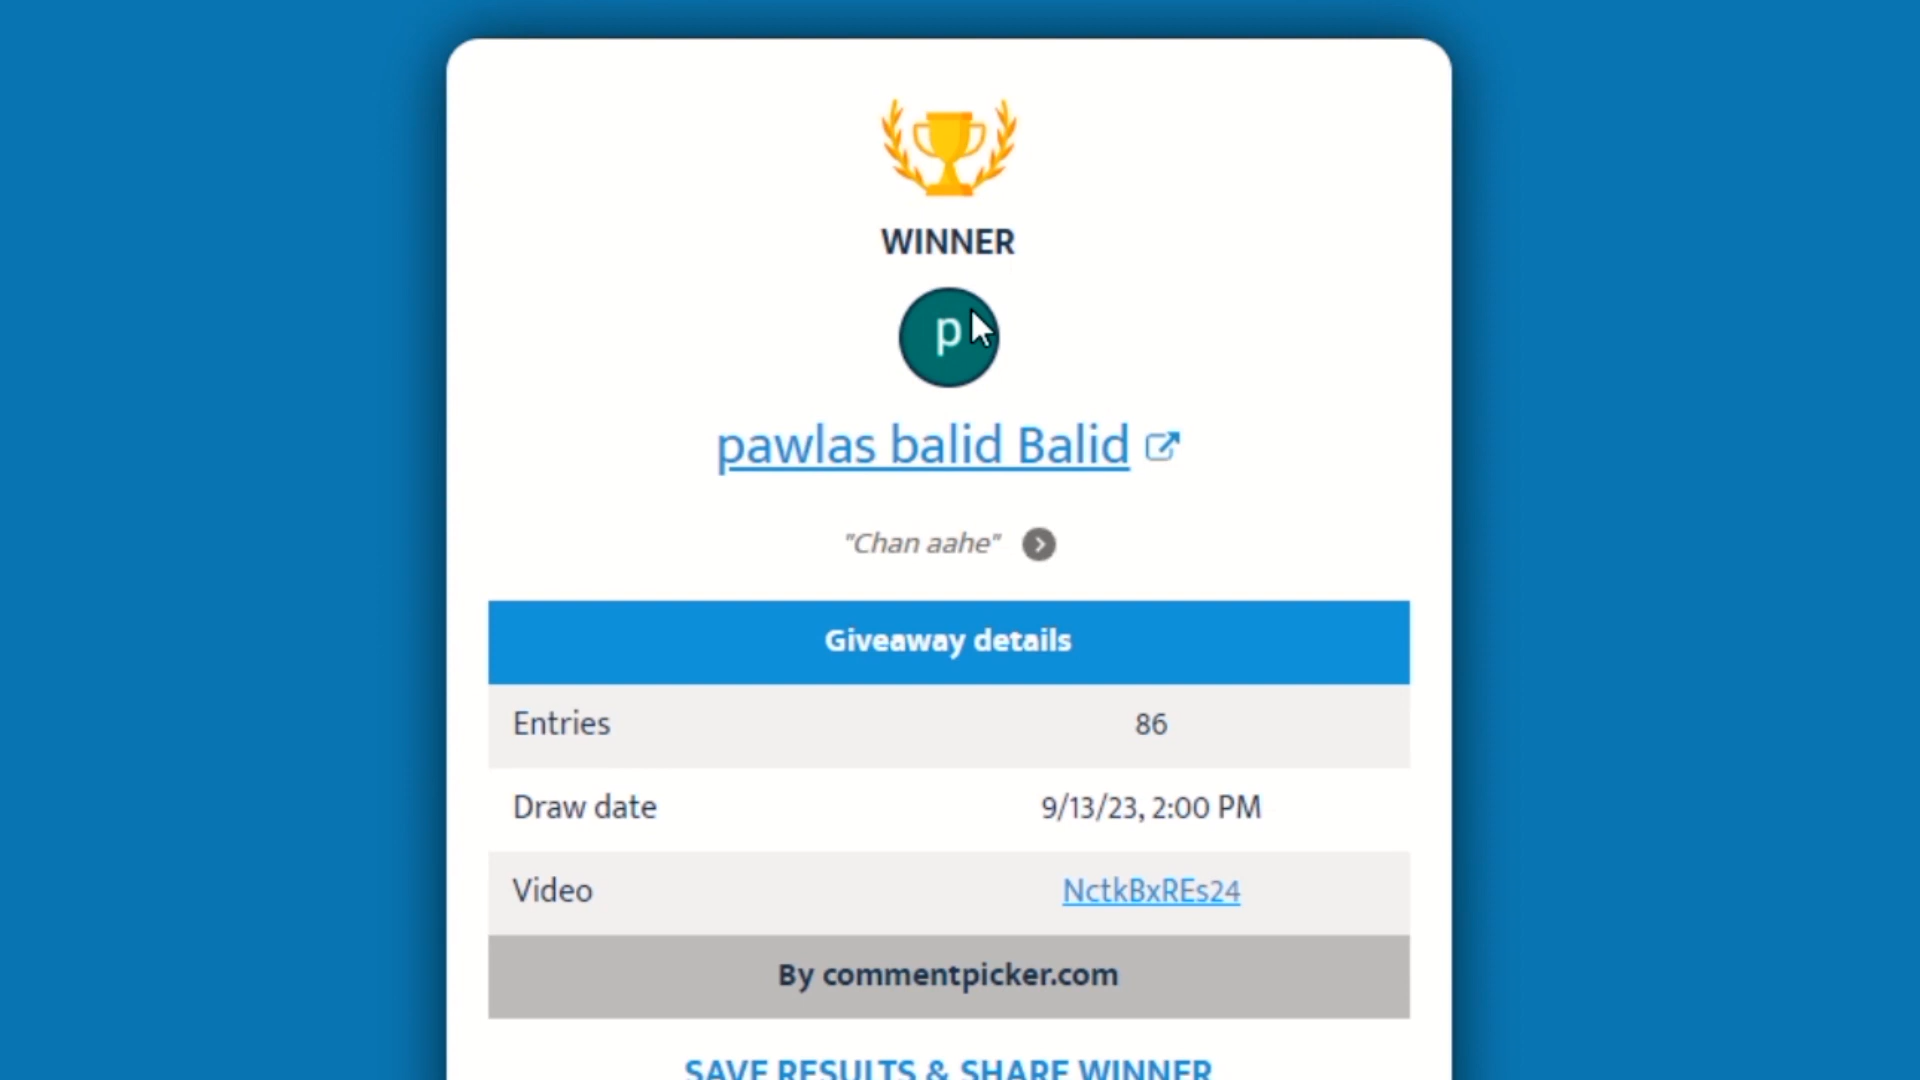 WINNER
p
pawlas balid Balid
"Chan aahe"
Giveaway details
Entries 86
Draw date 9/13/23, 2:00 PM
Video NctkBxREs24
By commentpicker.com
SAVE RESULTS & SHARE WINNER